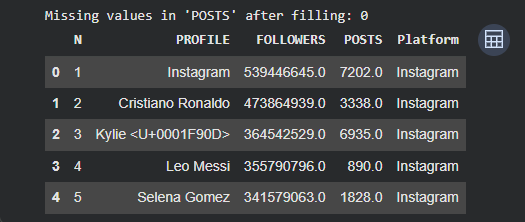 Missing values in 'POSTS' after filling: 0
N PROFILE FOLLOWERS POSTS Platform
0 1 Instagram 539446645.0 7202.0 Instagram
1 2 Cristiano Ronaldo 473864939.0 3338.0 Instagram
2 3 Kylie <U+0001F90D> 364542529.0 6935.0 Instagram
3 4 Leo Messi 355790796.0 890.0 Instagram
4 5 Selena Gomez 341579063.0 1828.0 Instagram